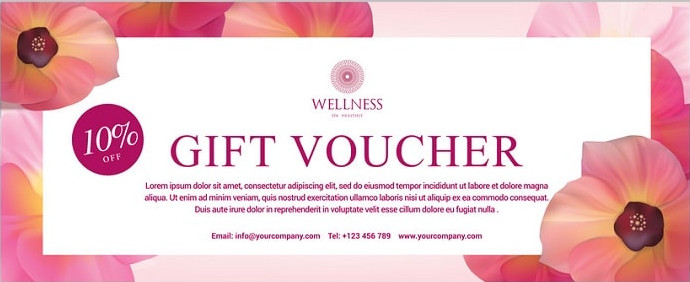 WELLNESS
10%
OFF
GIFT VOUCHER
Lorem ipsum dolor sit amet, consectetur adipiscing elit, sed do eiusmod tempor incididunt ut labore et dolore magna
aliqua. Ut enim ad minim veniam, quis nostrud exercitation ullamco laboris nisi ut aliquip ex ea commodo consequat.
Duis aute irure dolor in reprehenderit in voluptate velit esse cillum dolore eu fugiat nulla .
Email: info@yourcompany.com Tel: +123 456 789 www.yourcompany.com